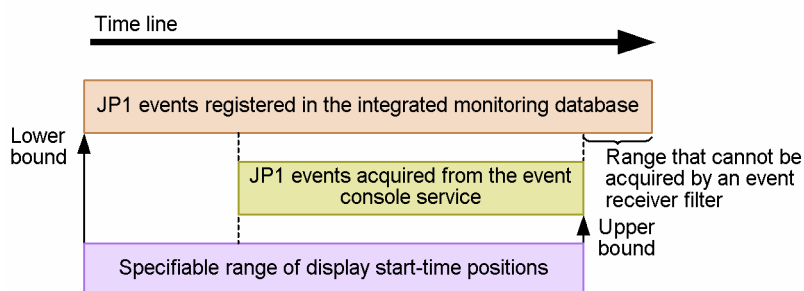 Time line
JP1 events registered in the integrated monitoring database
Lower
bound
Range that cannot be
acquired by an event
receiver filter
JP1 events acquired from the event
console service
Upper
bound
Specifiable range of display start-time positions